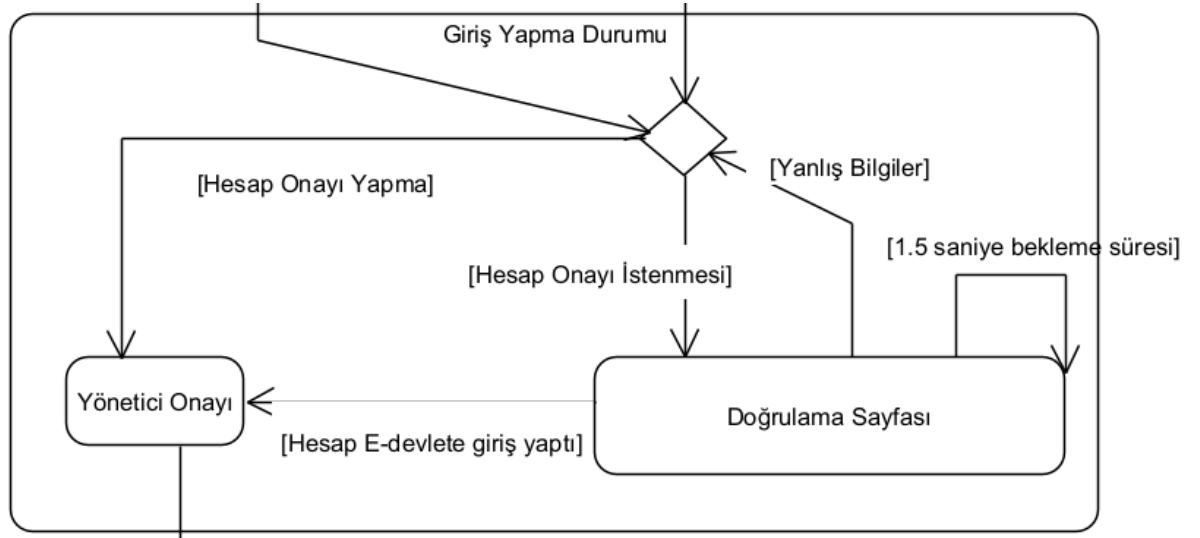 Giriş Yapma Durumu
[Yanlış Bilgiler]
[Hesap Onayı Yapma]
[1.5 saniye bekleme süresi]
[Hesap Onayı İstenmesi]
Yönetici Onayı
Doğrulama Sayfası
[Hesap E-devlete giriş yaptı]